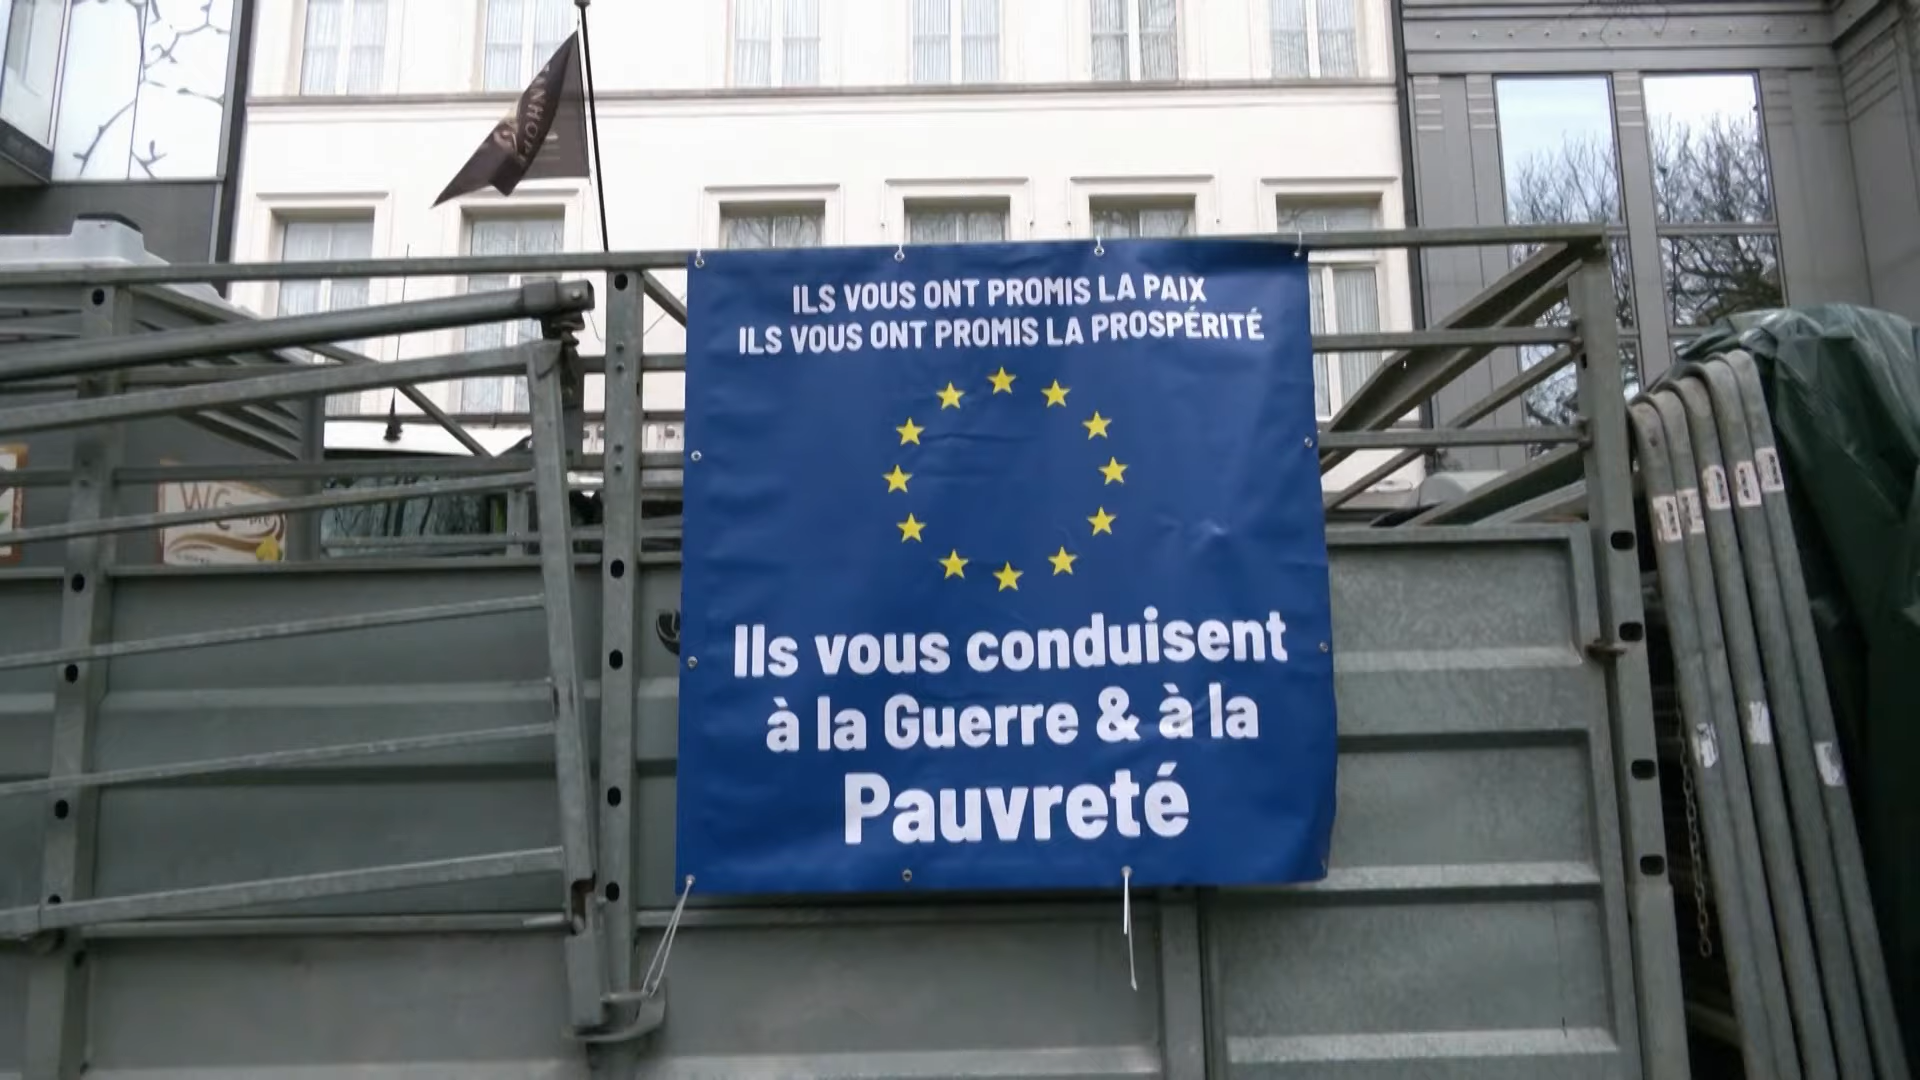 JOHN
ILS VOUS ONT PROMIS LA PAIX
ILS VOUS ONT PROMIS LA PROSPÉRITÉ
Ils vous conduisent
à la Guerre & à la
Pauvreté